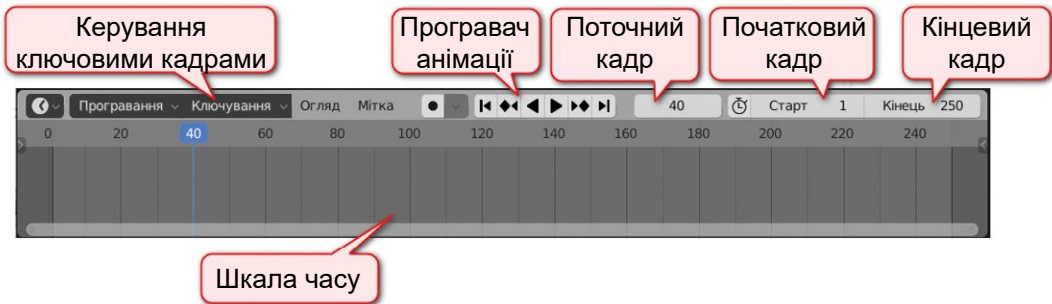 Керування
ключовими кадрами
Програвач
анімації
Поточний
кадр
Початковий
кадр
Кінцевий
кадр
Програвання Ключування Огляд Мітка 40 Старт 1 Кінець 250
0 20 40 60 80 100 120 140 160 180 200 220 240
Шкала часу